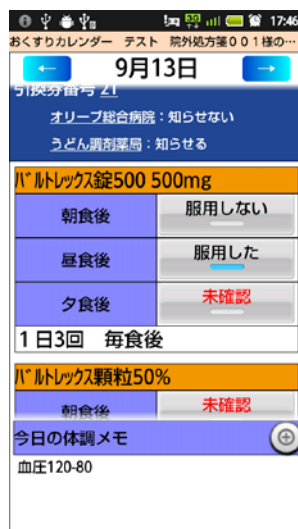 17:46
おくすりカレンダー テスト 院外処方箋001様の…
← 9月13日 →
引換券番号 21
オリーブ総合病院：知らせない
うどん調剤薬局：知らせる
バルトレックス錠500 500mg
朝食後 服用しない
昼食後 服用した
夕食後 未確認
1日3回 毎食後
バルトレックス顆粒50%
朝食後 未確認
今日の体調メモ
血圧120-80